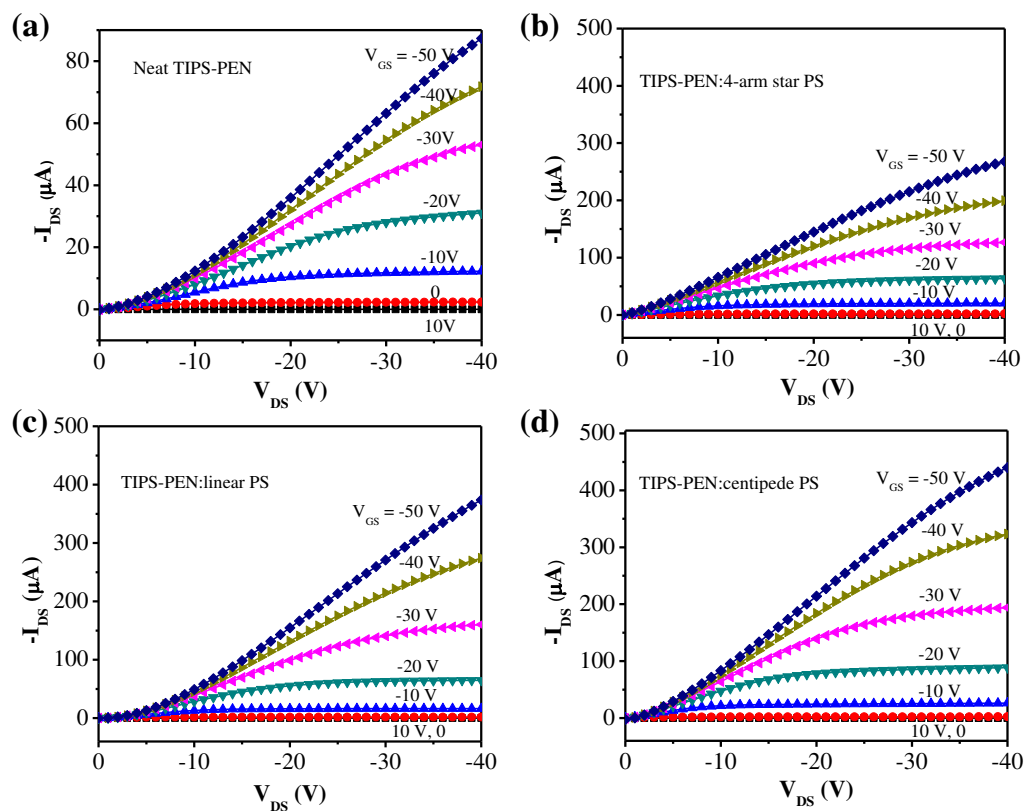 (a)
Neat TIPS-PEN
V_GS = -50 V
-40V
-30V
-20V
-10V
0
10V
80
60
40
20
0
-I_DS (µA)
0 -10 -20 -30 -40
V_DS (V)
(b)
TIPS-PEN:4-arm star PS
V_GS = -50 V
-40 V
-30 V
-20 V
-10 V
10 V, 0
500
400
300
200
100
0
-I_DS (µA)
0 -10 -20 -30 -40
V_DS (V)
(c)
TIPS-PEN:linear PS
V_GS = -50 V
-40 V
-30 V
-20 V
-10 V
10 V, 0
500
400
300
200
100
0
-I_DS (µA)
0 -10 -20 -30 -40
V_DS (V)
(d)
TIPS-PEN:centipede PS
V_GS = -50 V
-40 V
-30 V
-20 V
-10 V
10 V, 0
500
400
300
200
100
0
-I_DS (µA)
0 -10 -20 -30 -40
V_DS (V)